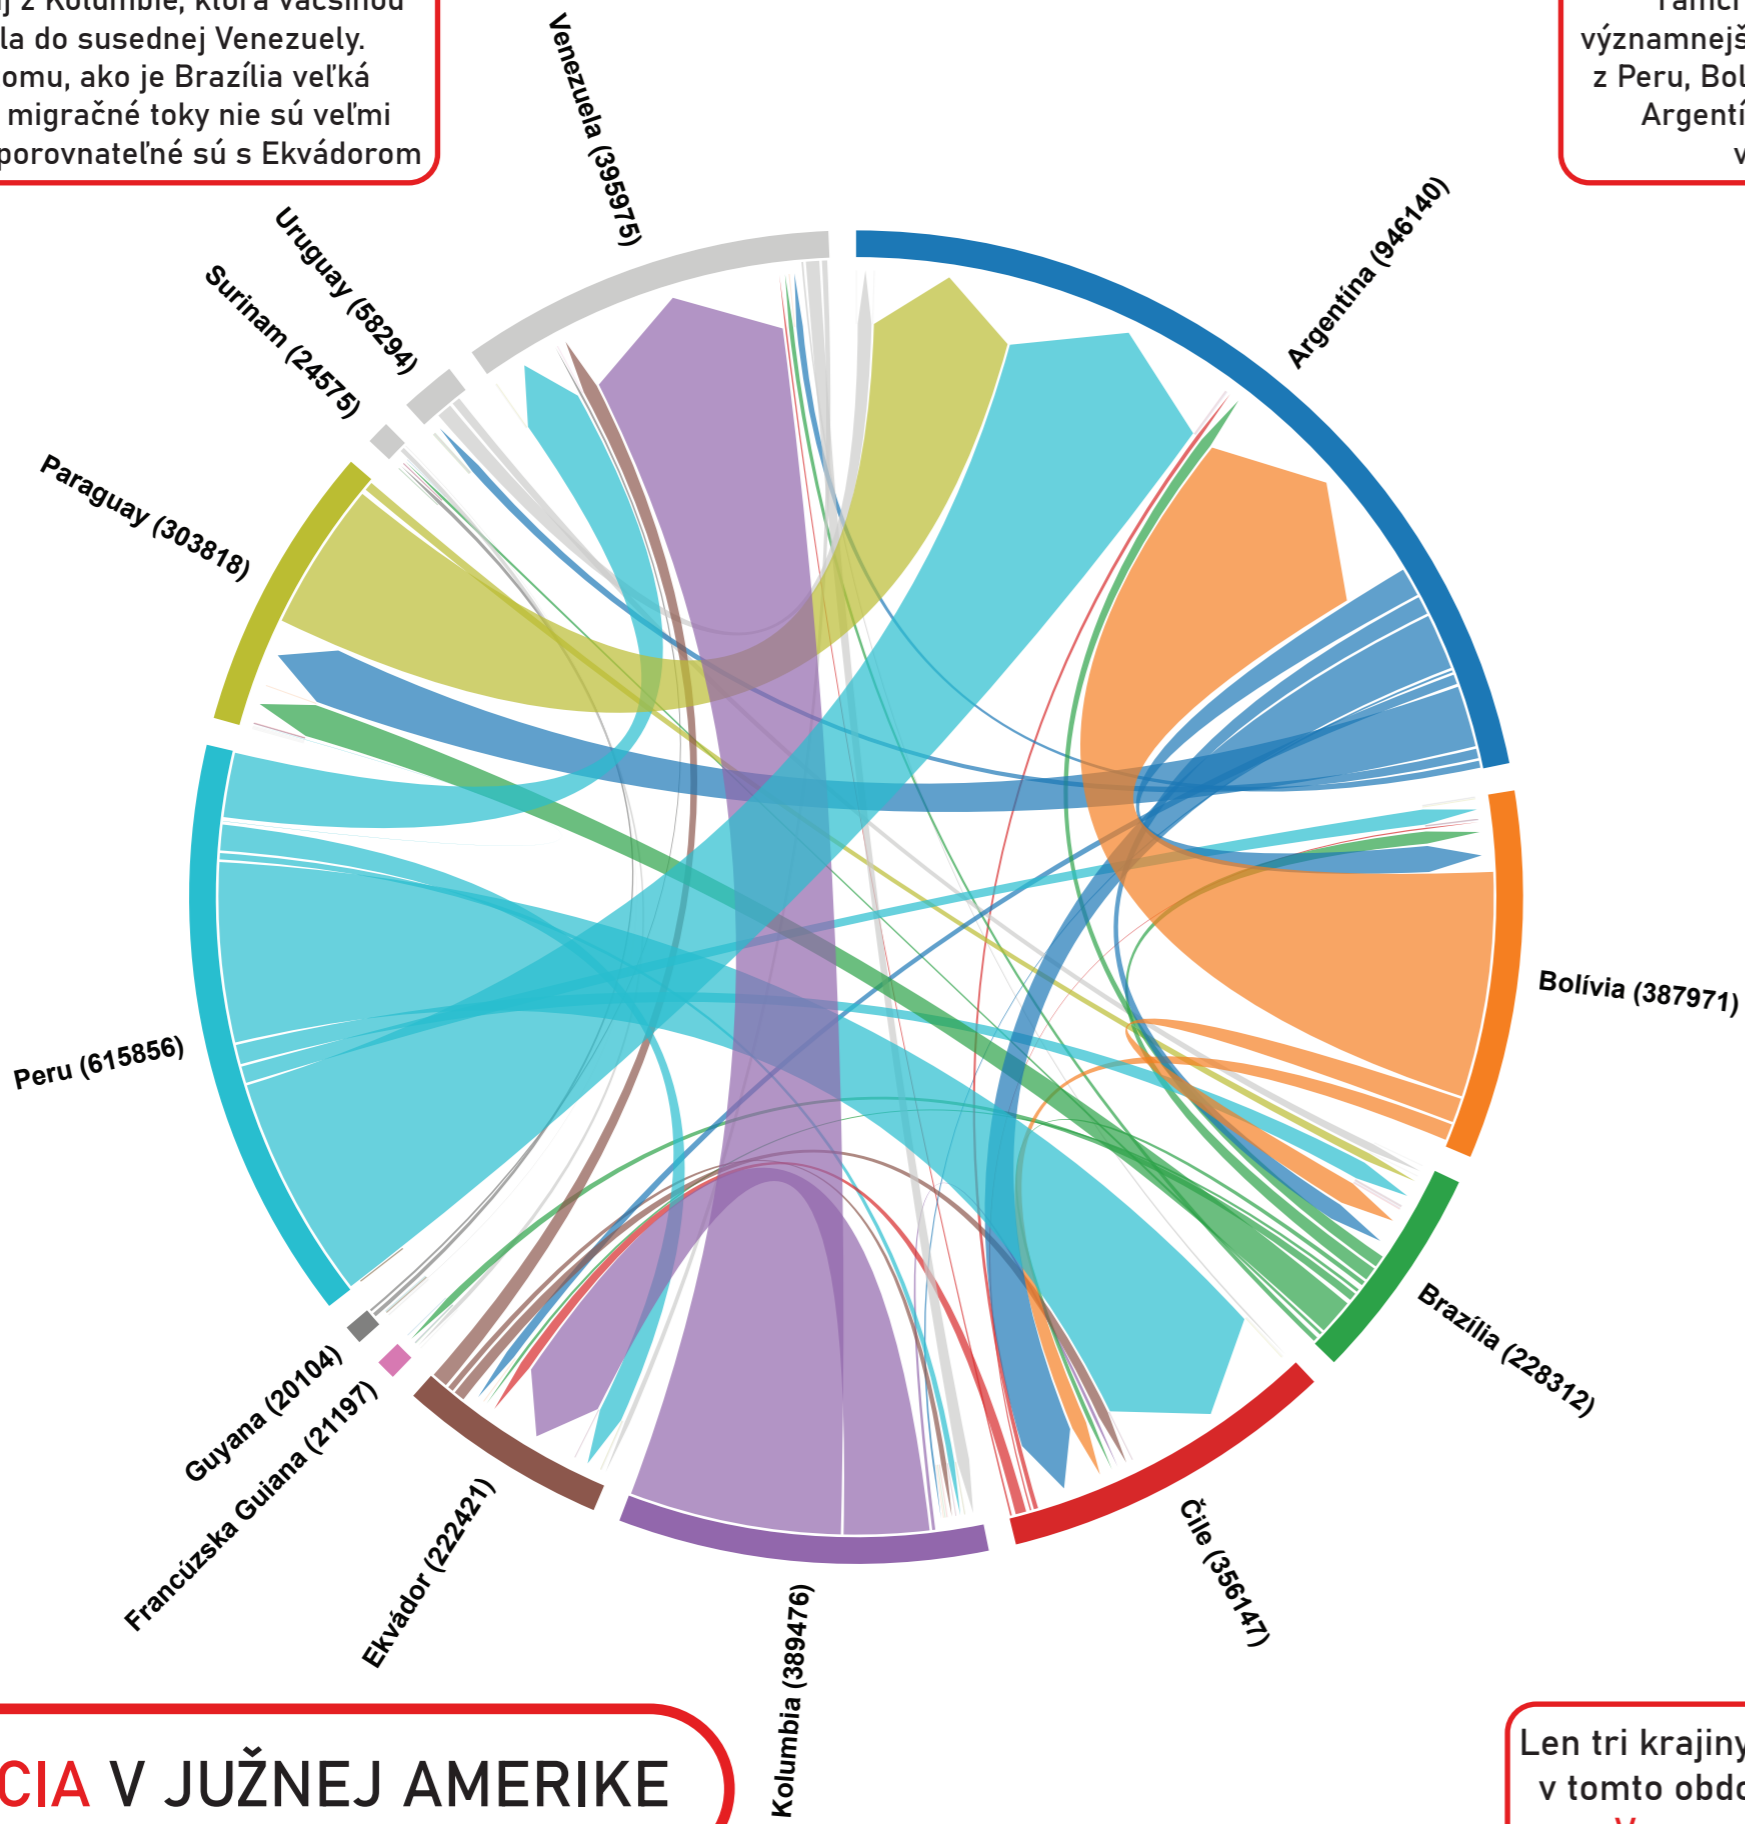 la do susednej Venezuely.
omu, ako je Brazília veľká
migračné toky nie sú veľmi
porovnateľné sú s Ekvádorom
významnejš
z Peru, Bol
Argentí
v
Venezuela (395975)
Argentína (946140)
Uruguay (58294)
Surinam (24575)
Paraguay (303818)
Bolívia (387971)
Peru (615856)
Brazília (228312)
Guyana (20104)
Francúzska Guiana (21197)
Ekvádor (222421)
Kolumbia (389476)
Čile (356147)
CIA V JUŽNEJ AMERIKE
Len tri krajiny
v tomto obdo